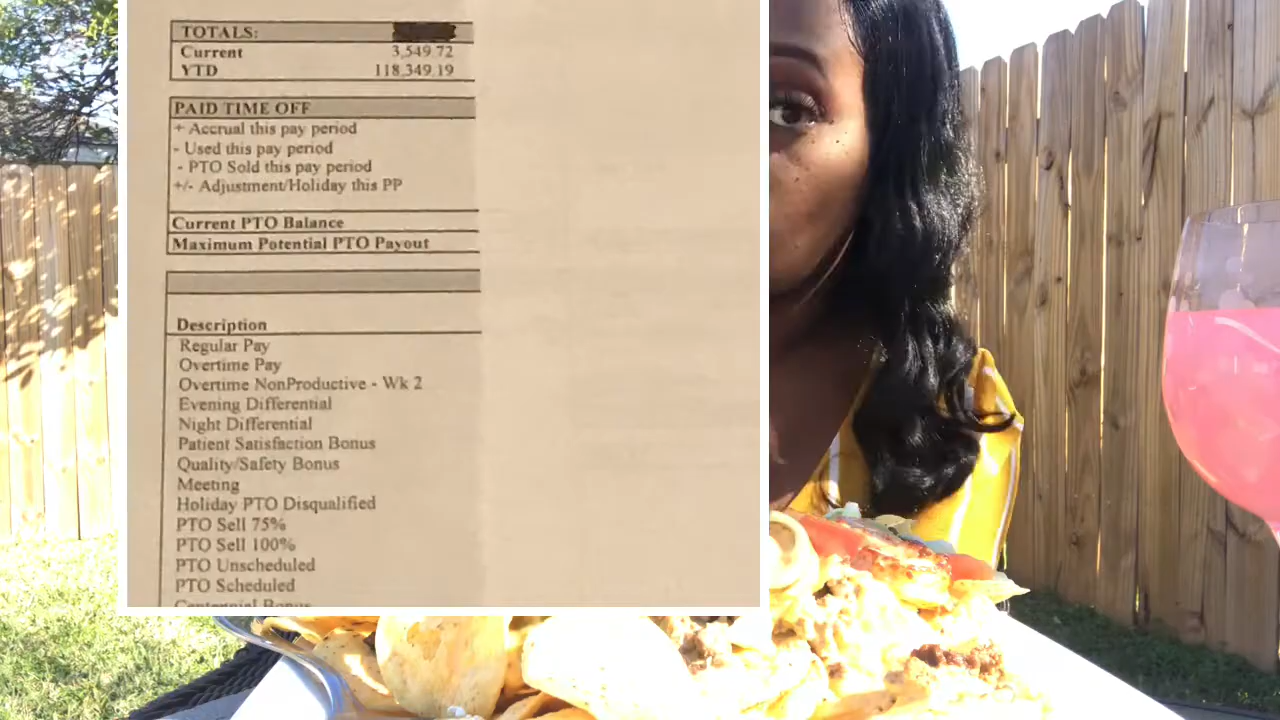 TOTALS:
Current 3,549.72
YTD 118,349.19
PAID TIME OFF
+ Accrual this pay period
- Used this pay period
- PTO Sold this pay period
+/- Adjustment/Holiday this PP
Current PTO Balance
Maximum Potential PTO Payout
Description
Regular Pay
Overtime Pay
Overtime NonProductive - Wk 2
Evening Differential
Night Differential
Patient Satisfaction Bonus
Quality/Safety Bonus
Meeting
Holiday PTO Disqualified
PTO Sell 75%
PTO Sell 100%
PTO Unscheduled
PTO Scheduled
Centennial Bonus